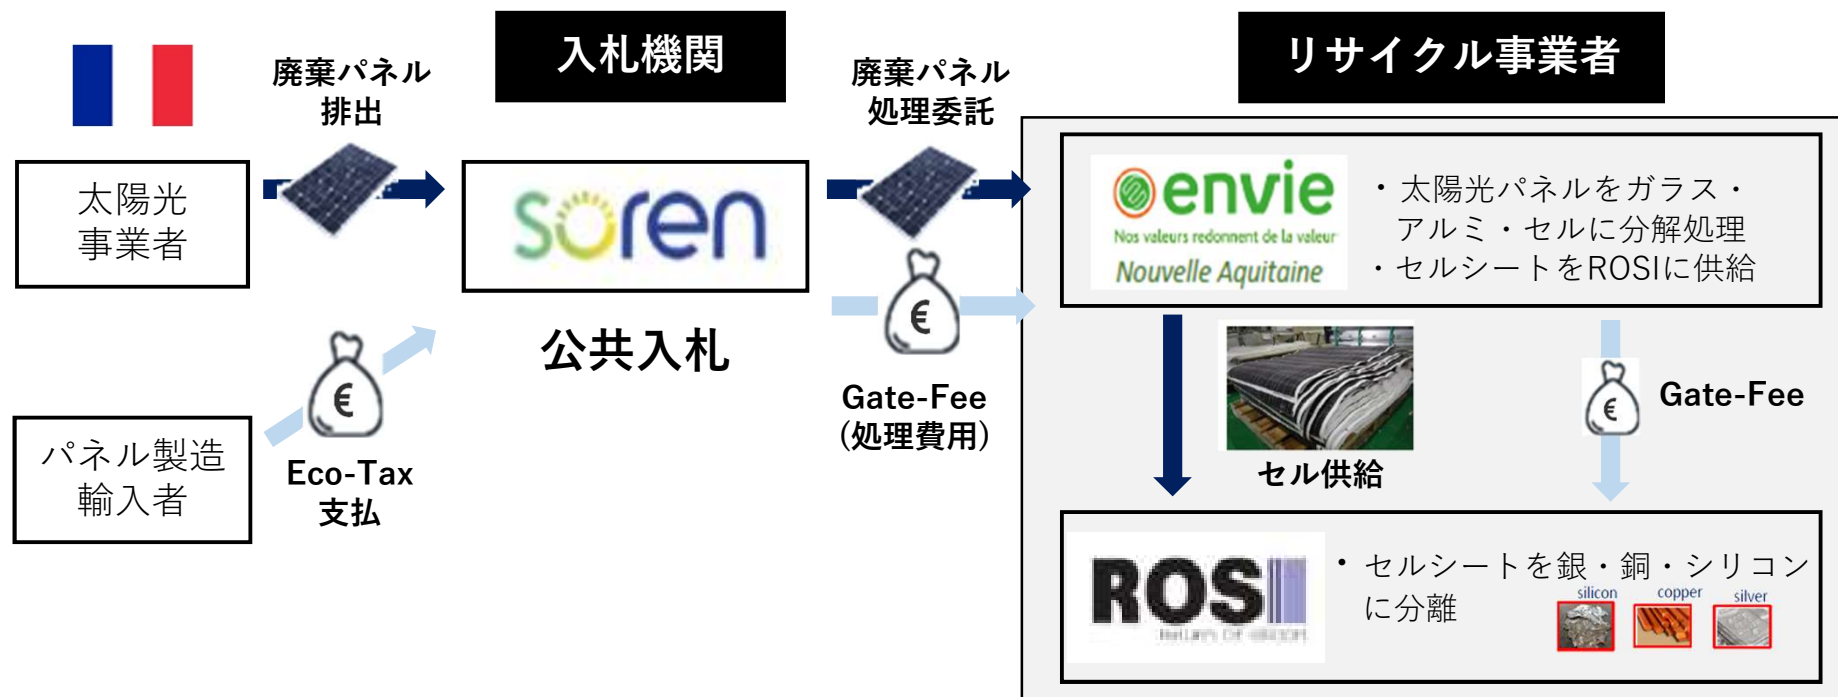 入札機関
リサイクル事業者
廃棄パネル
排出
廃棄パネル
処理委託
太陽光
事業者
soren
envie
Nos valeurs redonnent de la valeur
Nouvelle Aquitaine
・太陽光パネルをガラス・
アルミ・セルに分解処理
・セルシートをROSIに供給
€
公共入札
€
Gate-Fee
(処理費用)
セル供給
€
Gate-Fee
パネル製造
輸入者
Eco-Tax
支払
ROSI
・セルシートを銀・銅・シリコン
に分離
silicon
copper
silver